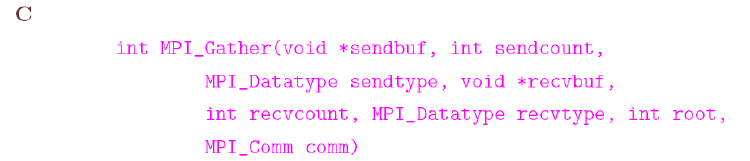 C
int MPI_Gather(void *sendbuf, int sendcount,
MPI_Datatype sendtype, void *recvbuf,
int recvcount, MPI_Datatype recvtype, int root,
MPI_Comm comm)